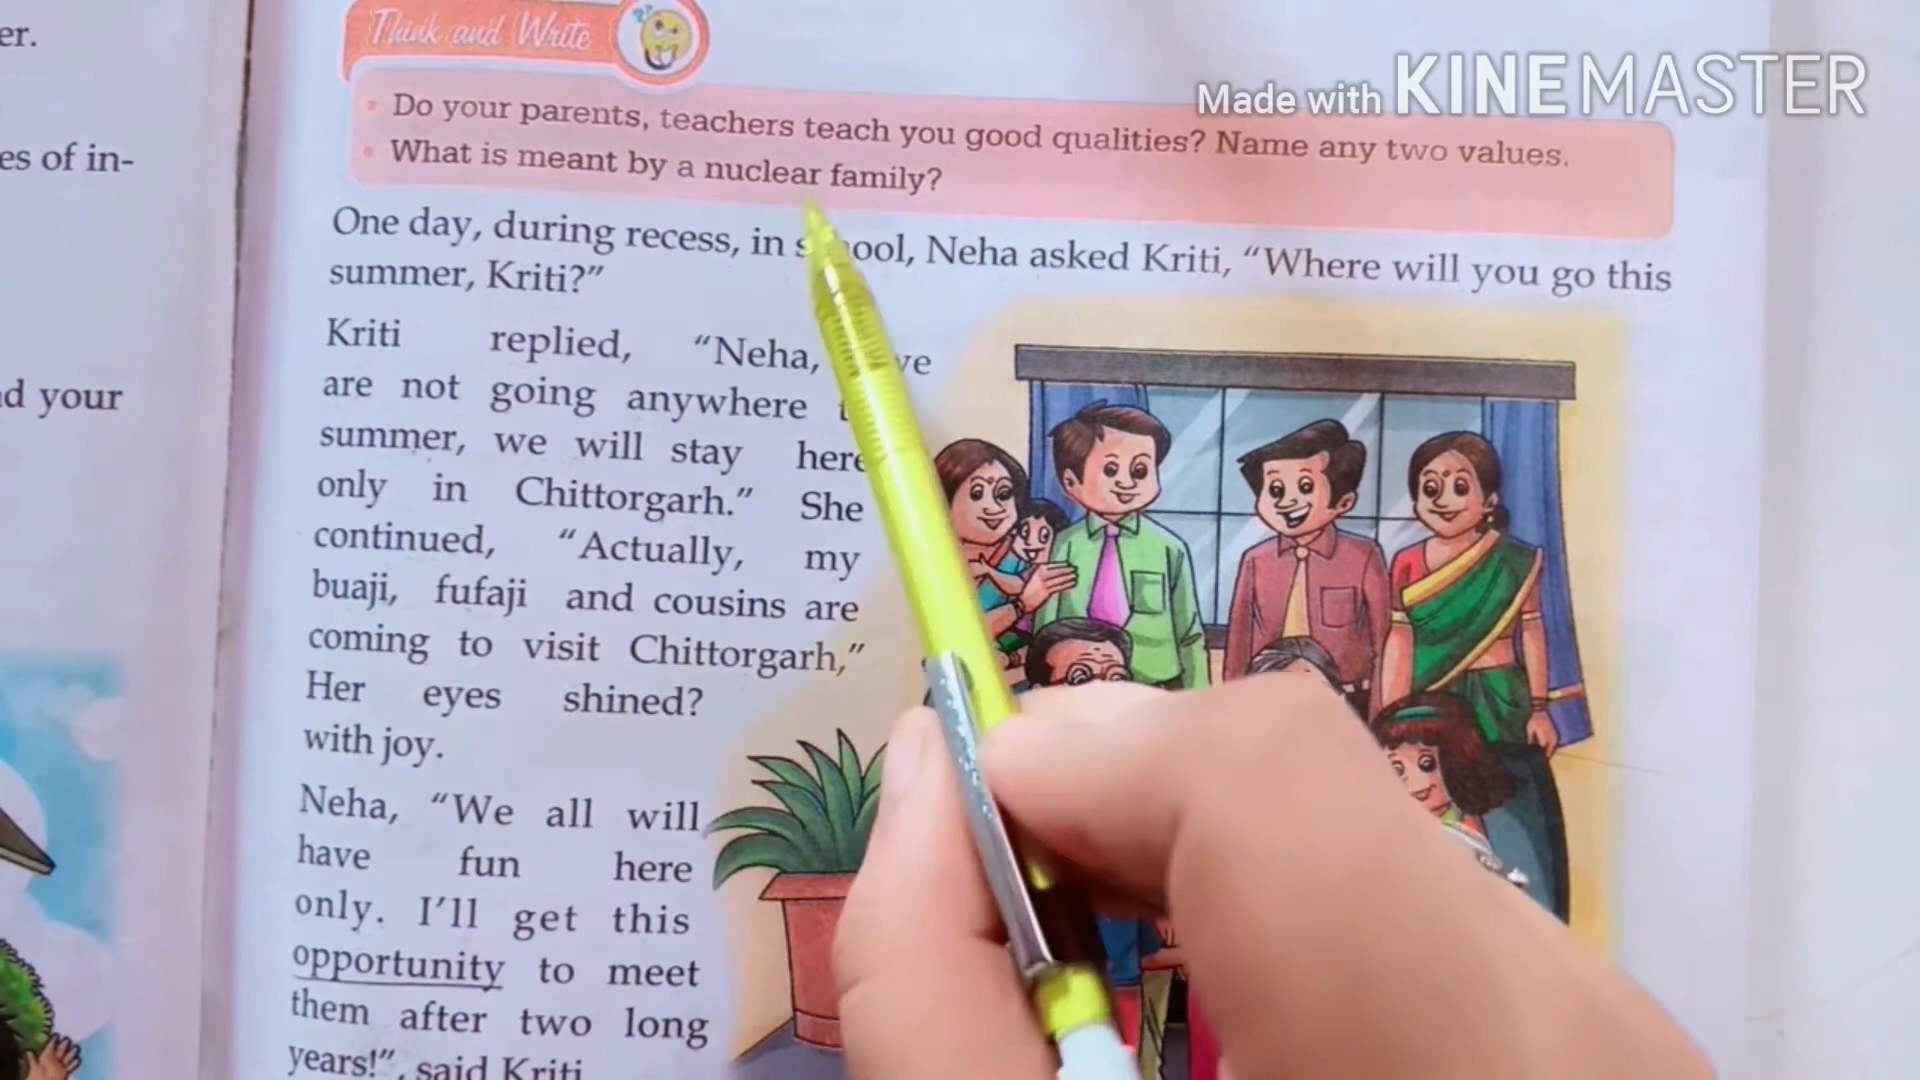 er.
es of in-
d your
Think and Write
Made with KINEMASTER
Do your parents, teachers teach you good qualities? Name any two values.
What is meant by a nuclear family?
One day, during recess, in school, Neha asked Kriti, “Where will you go this
summer, Kriti?”
Kriti replied, “Neha,
are not going anywhere
summer, we will stay here
only in Chittorgarh.” She
continued, “Actually, my
buaji, fufaji and cousins are
coming to visit Chittorgarh,”
Her eyes shined?
with joy.
Neha, “We all will
have fun here
only. I’ll get this
opportunity to meet
them after two long
years!”, said Kriti